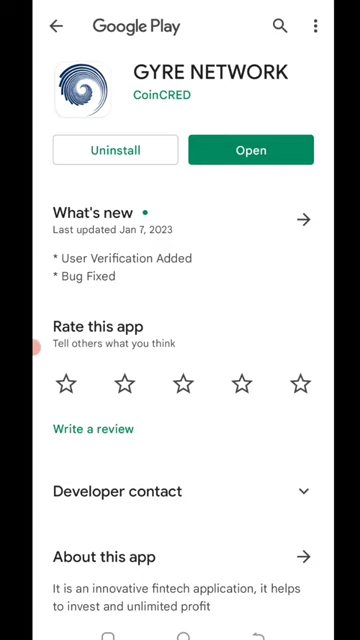 Google Play
GYRE NETWORK
CoinCRED
Uninstall
Open
What's new
Last updated Jan 7, 2023
* User Verification Added
* Bug Fixed
Rate this app
Tell others what you think
Write a review
Developer contact
About this app
It is an innovative fintech application, it helps
to invest and unlimited profit